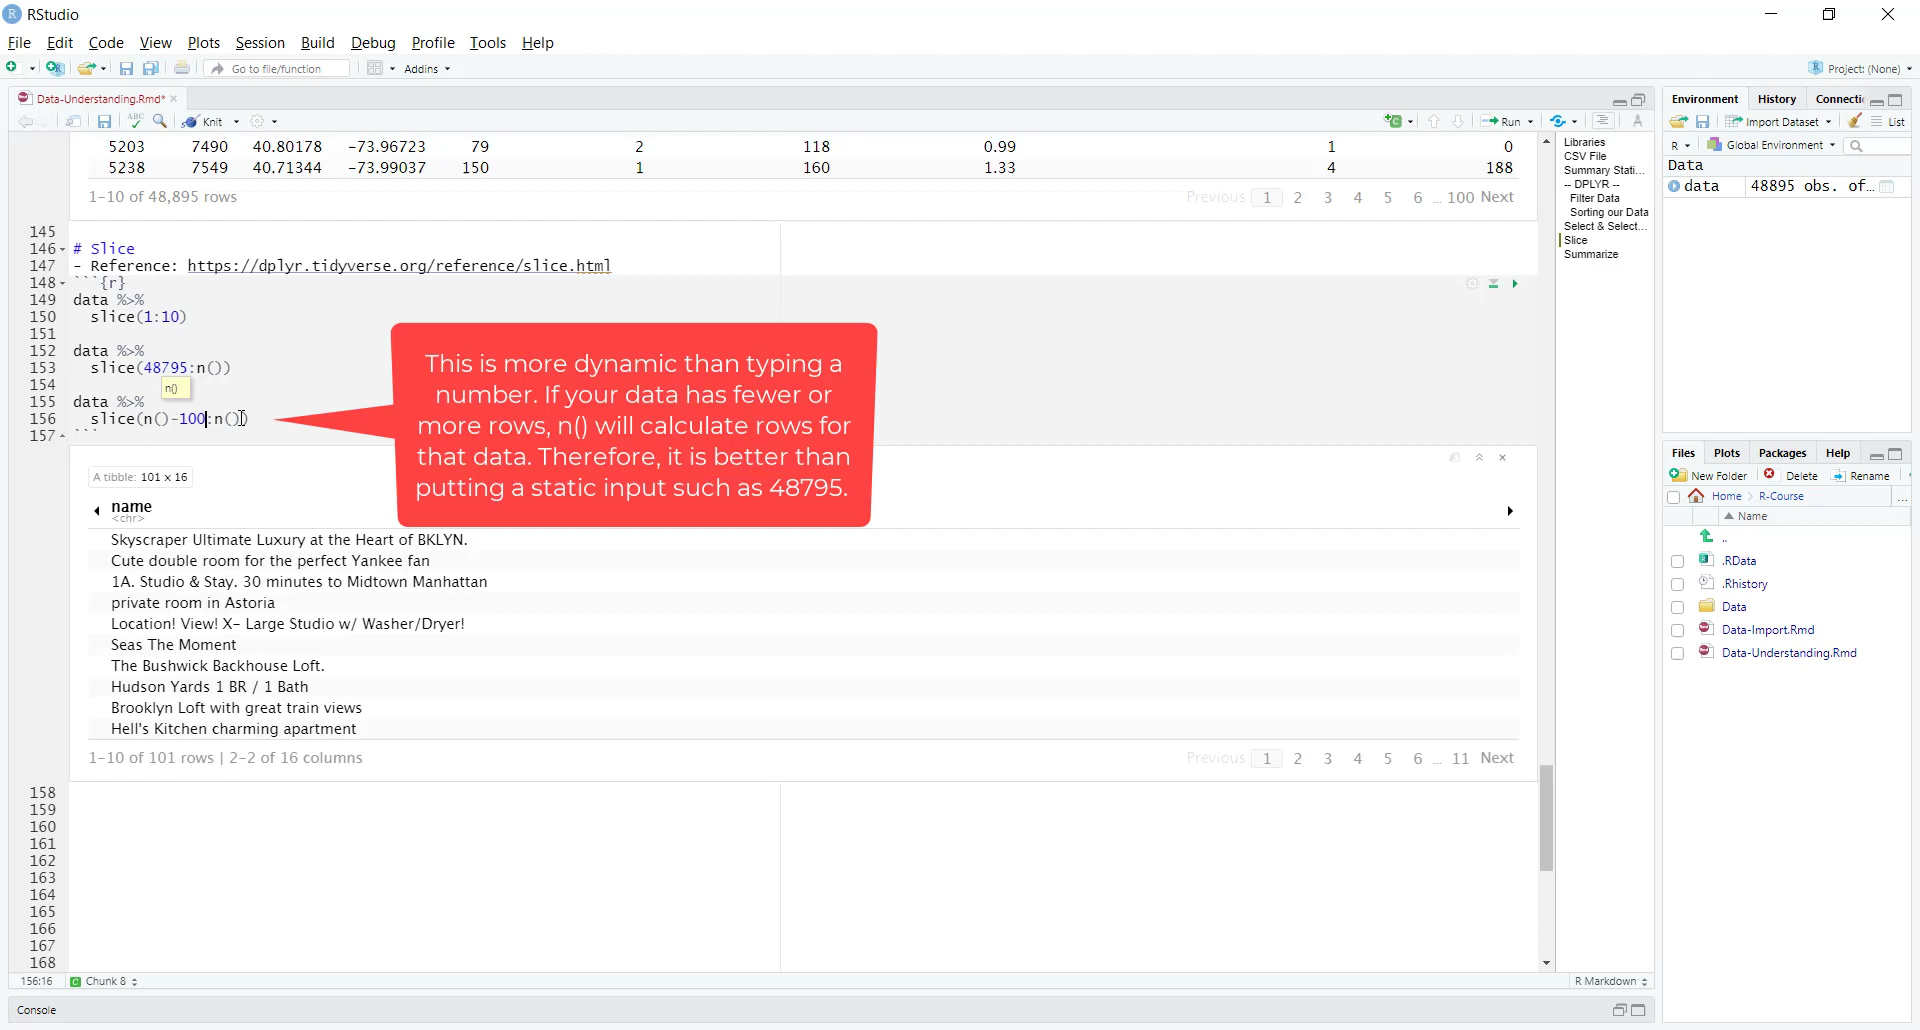 RStudio
File Edit Code View Plots Session Build Debug Profile Tools Help
Go to file/function Addins Project: (None)
Data-Understanding.Rmd*
ABC Knit Run
5203 7490 40.80178 -73.96723 79 2 118 0.99 1 0
5238 7549 40.71344 -73.99037 150 1 160 1.33 4 188
1-10 of 48,895 rows Previous 1 2 3 4 5 6 ... 100 Next
145
146 # Slice
147 - Reference: https://dplyr.tidyverse.org/reference/slice.html
148 ```{r}
149 data %>%
150 slice(1:10)
151
152 data %>%
153 slice(48795:n())
154
n()
155 data %>%
156 slice(n()-100:n())
157 ```
This is more dynamic than typing a
number. If your data has fewer or
more rows, n() will calculate rows for
that data. Therefore, it is better than
putting a static input such as 48795.
A tibble: 101 x 16
name
<chr>
Skyscraper Ultimate Luxury at the Heart of BKLYN.
Cute double room for the perfect Yankee fan
1A. Studio & Stay. 30 minutes to Midtown Manhattan
private room in Astoria
Location! View! X- Large Studio w/ Washer/Dryer!
Seas The Moment
The Bushwick Backhouse Loft.
Hudson Yards 1 BR / 1 Bath
Brooklyn Loft with great train views
Hell's Kitchen charming apartment
1-10 of 101 rows | 2-2 of 16 columns Previous 1 2 3 4 5 6 ... 11 Next
158
159
160
161
162
163
164
165
166
167
168
156:16 Chunk 8 R Markdown
Console
Libraries
CSV File
Summary Stati...
-- DPLYR --
Filter Data
Sorting our Data
Select & Select...
Slice
Summarize
Environment History Connectic
Import Dataset List
R Global Environment
Data
data 48895 obs. of...
Files Plots Packages Help
New Folder Delete Rename
Home R-Course ...
Name
..
.RData
.Rhistory
Data
Data-Import.Rmd
Data-Understanding.Rmd